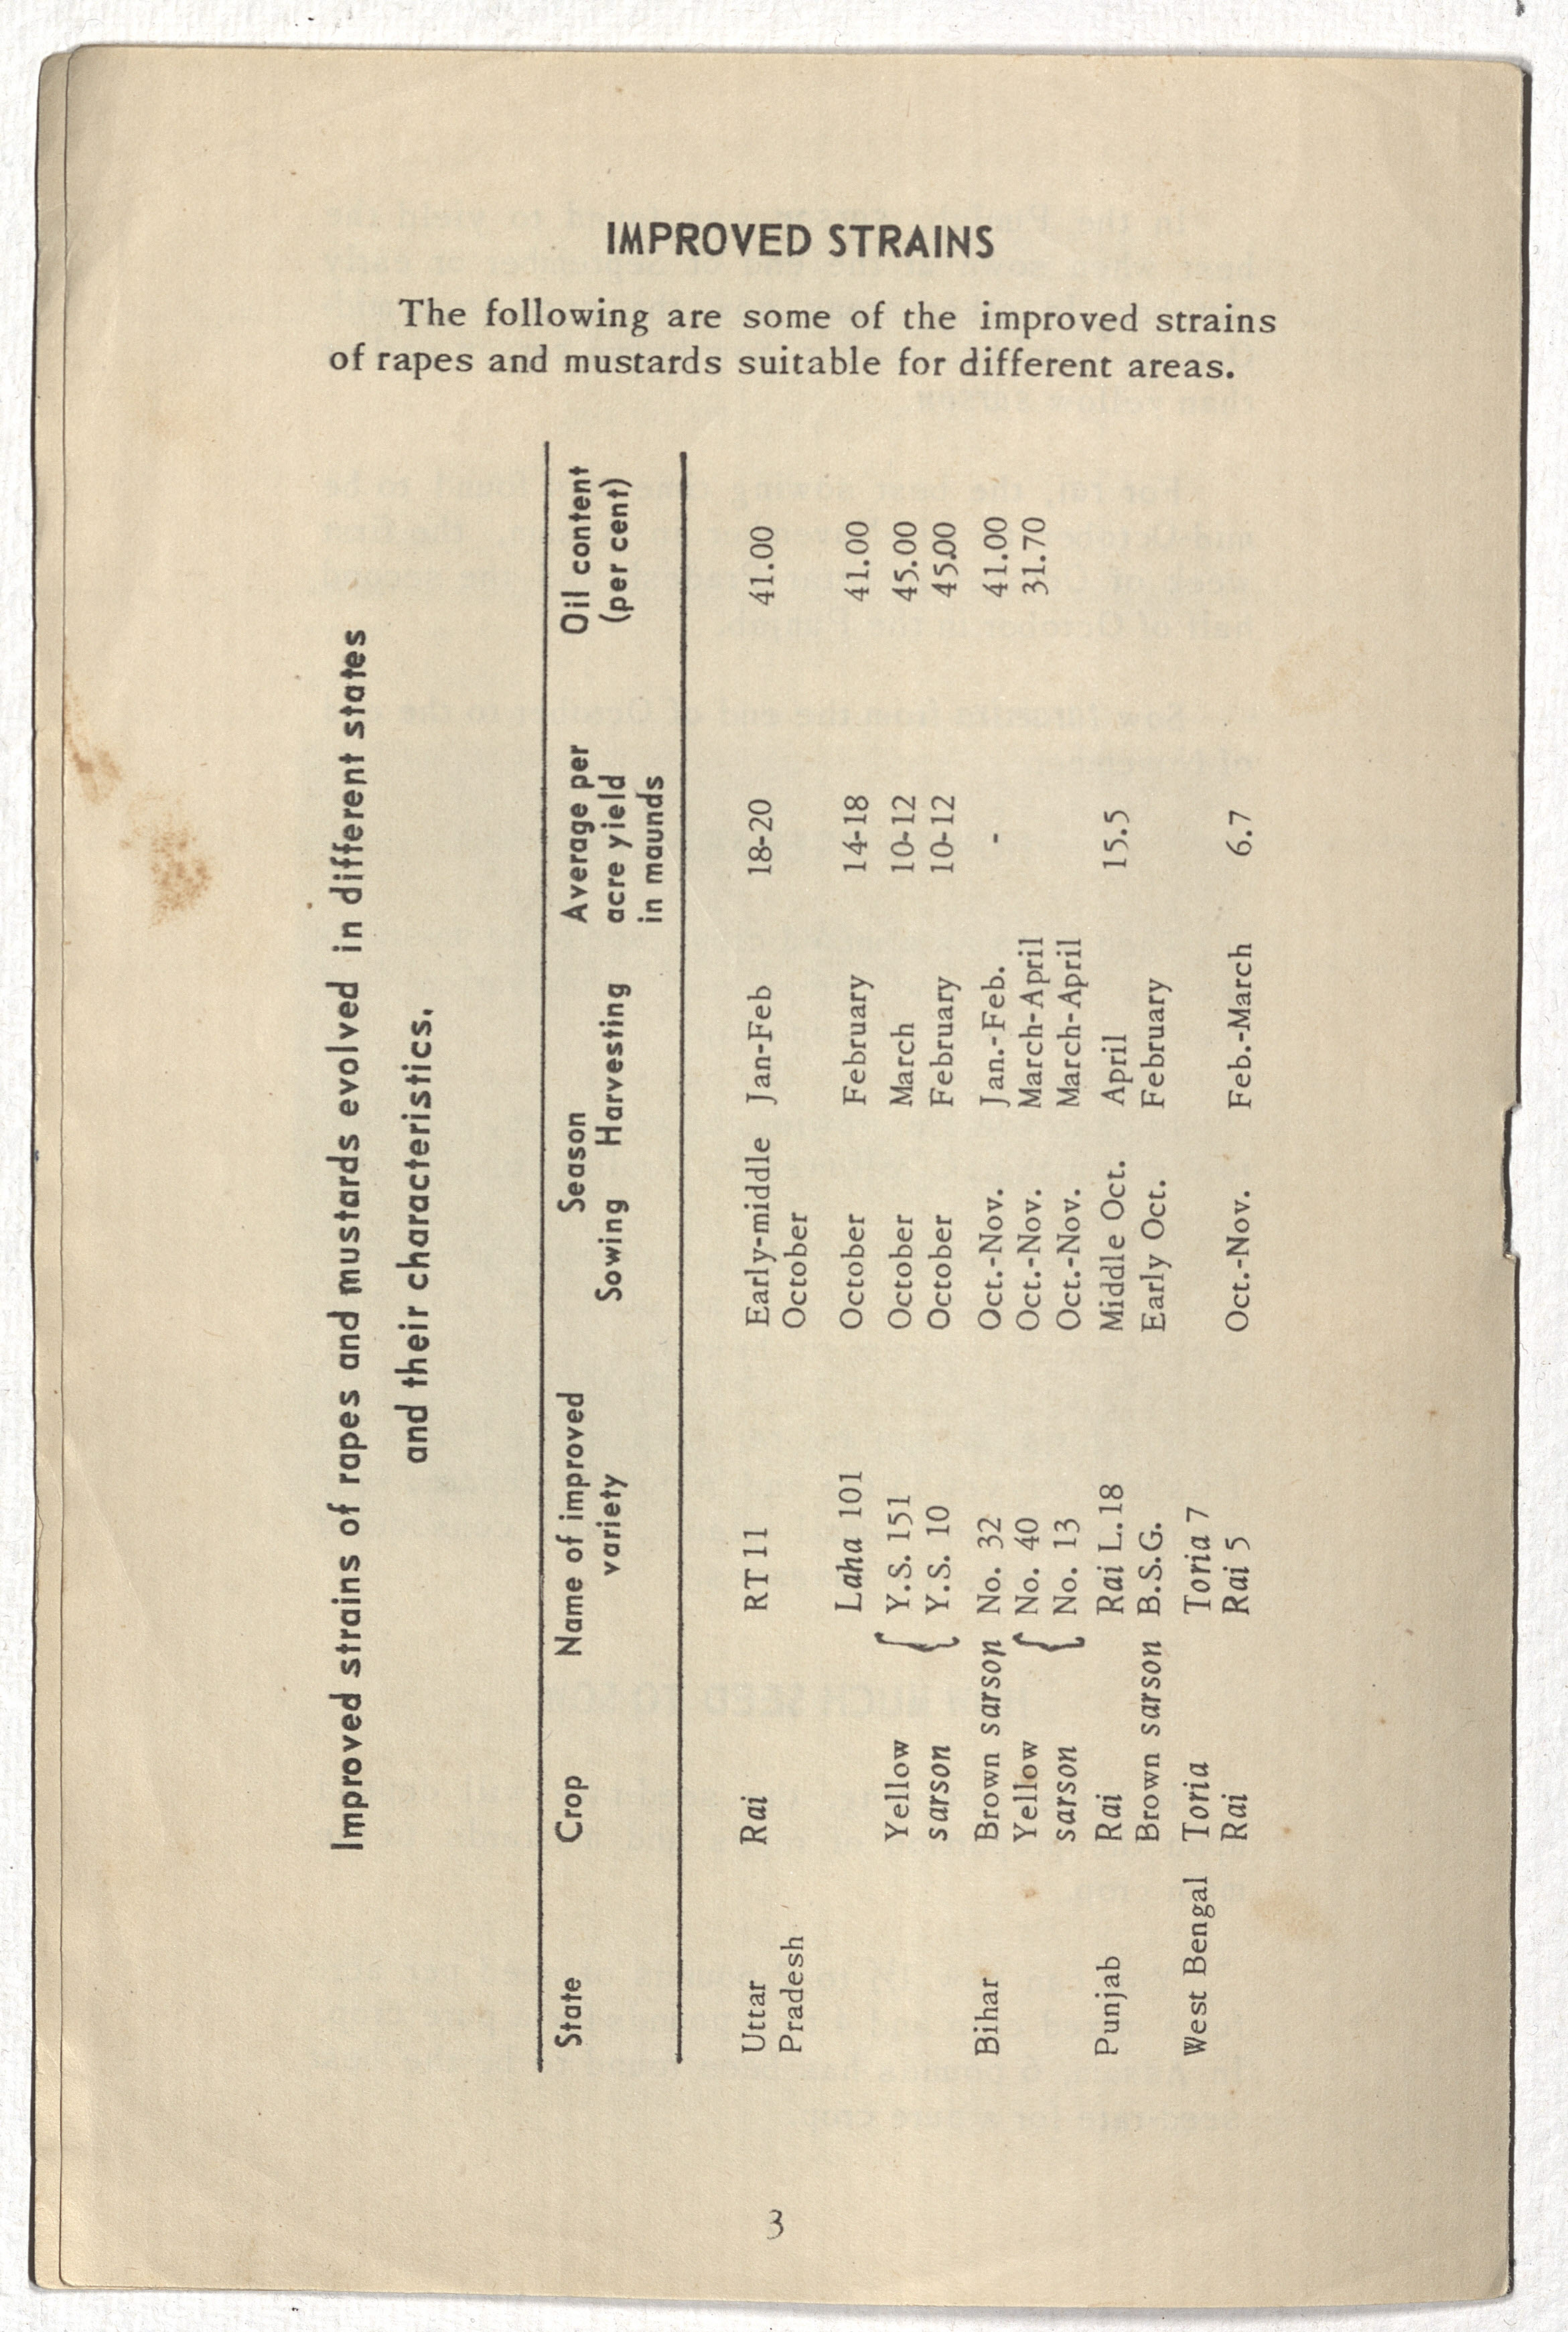 IMPROVED STRAINS
The following are some of the improved strains
of rapes and mustards suitable for different areas.
Improved strains of rapes and mustards evolved in different states
and their characteristics.
State Crop Name of improved variety Season Sowing Harvesting Average per acre yield in maunds Oil content (per cent)
Uttar Rai RT 11 Early-middle Jan-Feb 18-20 41.00
Pradesh October
Laha 101 October February 14-18 41.00
Yellow { Y.S. 151 October March 10-12 45.00
sarson Y.S. 10 October February 10-12 45.00
Bihar Brown sarson No. 32 Oct.-Nov. Jan.-Feb. - 41.00
Yellow { No. 40 Oct.-Nov. March-April 31.70
sarson No. 13 Oct.-Nov. March-April
Punjab Rai Rai L.18 Middle Oct. April 15.5
Brown sarson B.S.G. Early Oct. February
West Bengal Toria Toria 7
Rai Rai 5 Oct.-Nov. Feb.-March 6.7
3